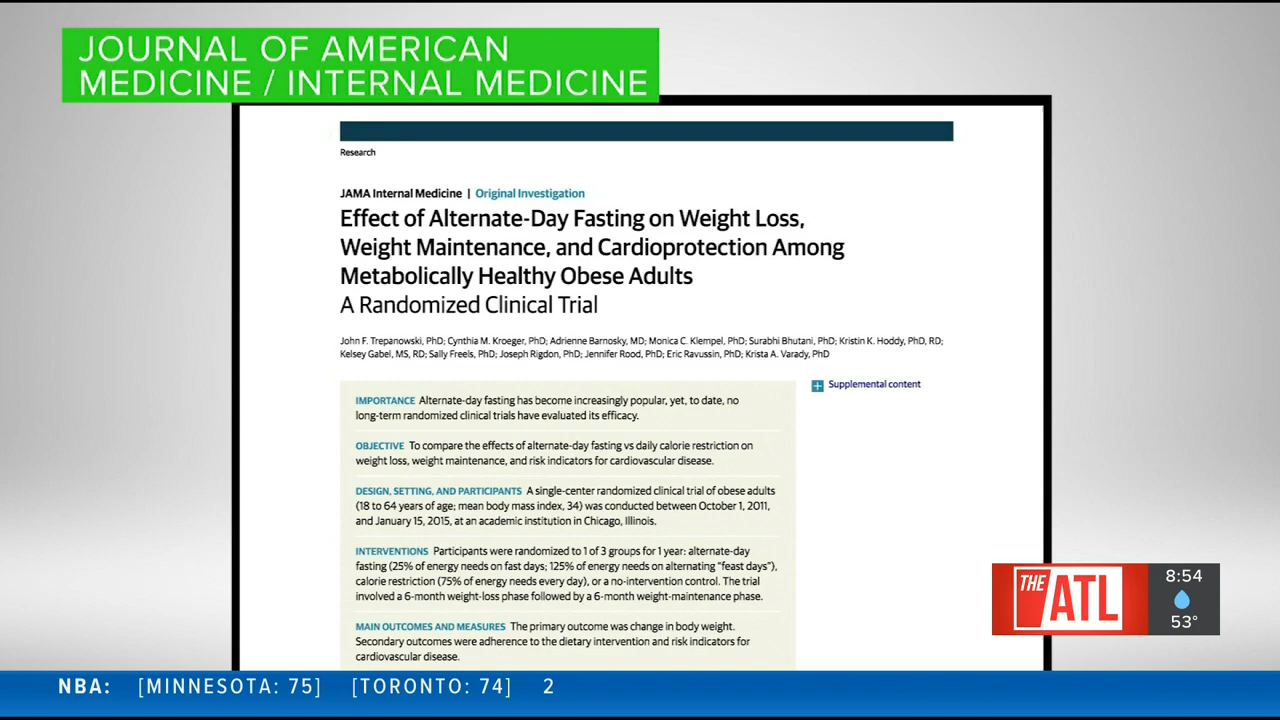 JOURNAL OF AMERICAN
MEDICINE / INTERNAL MEDICINE
Research
JAMA Internal Medicine | Original Investigation
Effect of Alternate-Day Fasting on Weight Loss,
Weight Maintenance, and Cardioprotection Among
Metabolically Healthy Obese Adults
A Randomized Clinical Trial
John F. Trepanowski, PhD; Cynthia M. Kroeger, PhD; Adrienne Barnosky, MD; Monica C. Klempel, PhD; Surabhi Bhutani, PhD; Kristin K. Hoddy, PhD, RD;
Kelsey Gabel, MS, RD; Sally Freels, PhD; Joseph Rigdon, PhD; Jennifer Rood, PhD; Eric Ravussin, PhD; Krista A. Varady, PhD
Supplemental content
IMPORTANCE Alternate-day fasting has become increasingly popular, yet, to date, no
long-term randomized clinical trials have evaluated its efficacy.
OBJECTIVE To compare the effects of alternate-day fasting vs daily calorie restriction on
weight loss, weight maintenance, and risk indicators for cardiovascular disease.
DESIGN, SETTING, AND PARTICIPANTS A single-center randomized clinical trial of obese adults
(18 to 64 years of age; mean body mass index, 34) was conducted between October 1, 2011,
and January 15, 2015, at an academic institution in Chicago, Illinois.
INTERVENTIONS Participants were randomized to 1 of 3 groups for 1 year: alternate-day
fasting (25% of energy needs on fast days; 125% of energy needs on alternating “feast days”),
calorie restriction (75% of energy needs every day), or a no-intervention control. The trial
involved a 6-month weight-loss phase followed by a 6-month weight-maintenance phase.
MAIN OUTCOMES AND MEASURES The primary outcome was change in body weight.
Secondary outcomes were adherence to the dietary intervention and risk indicators for
cardiovascular disease.
THE ATL
8:54
53°
NBA: [MINNESOTA: 75] [TORONTO: 74] 2